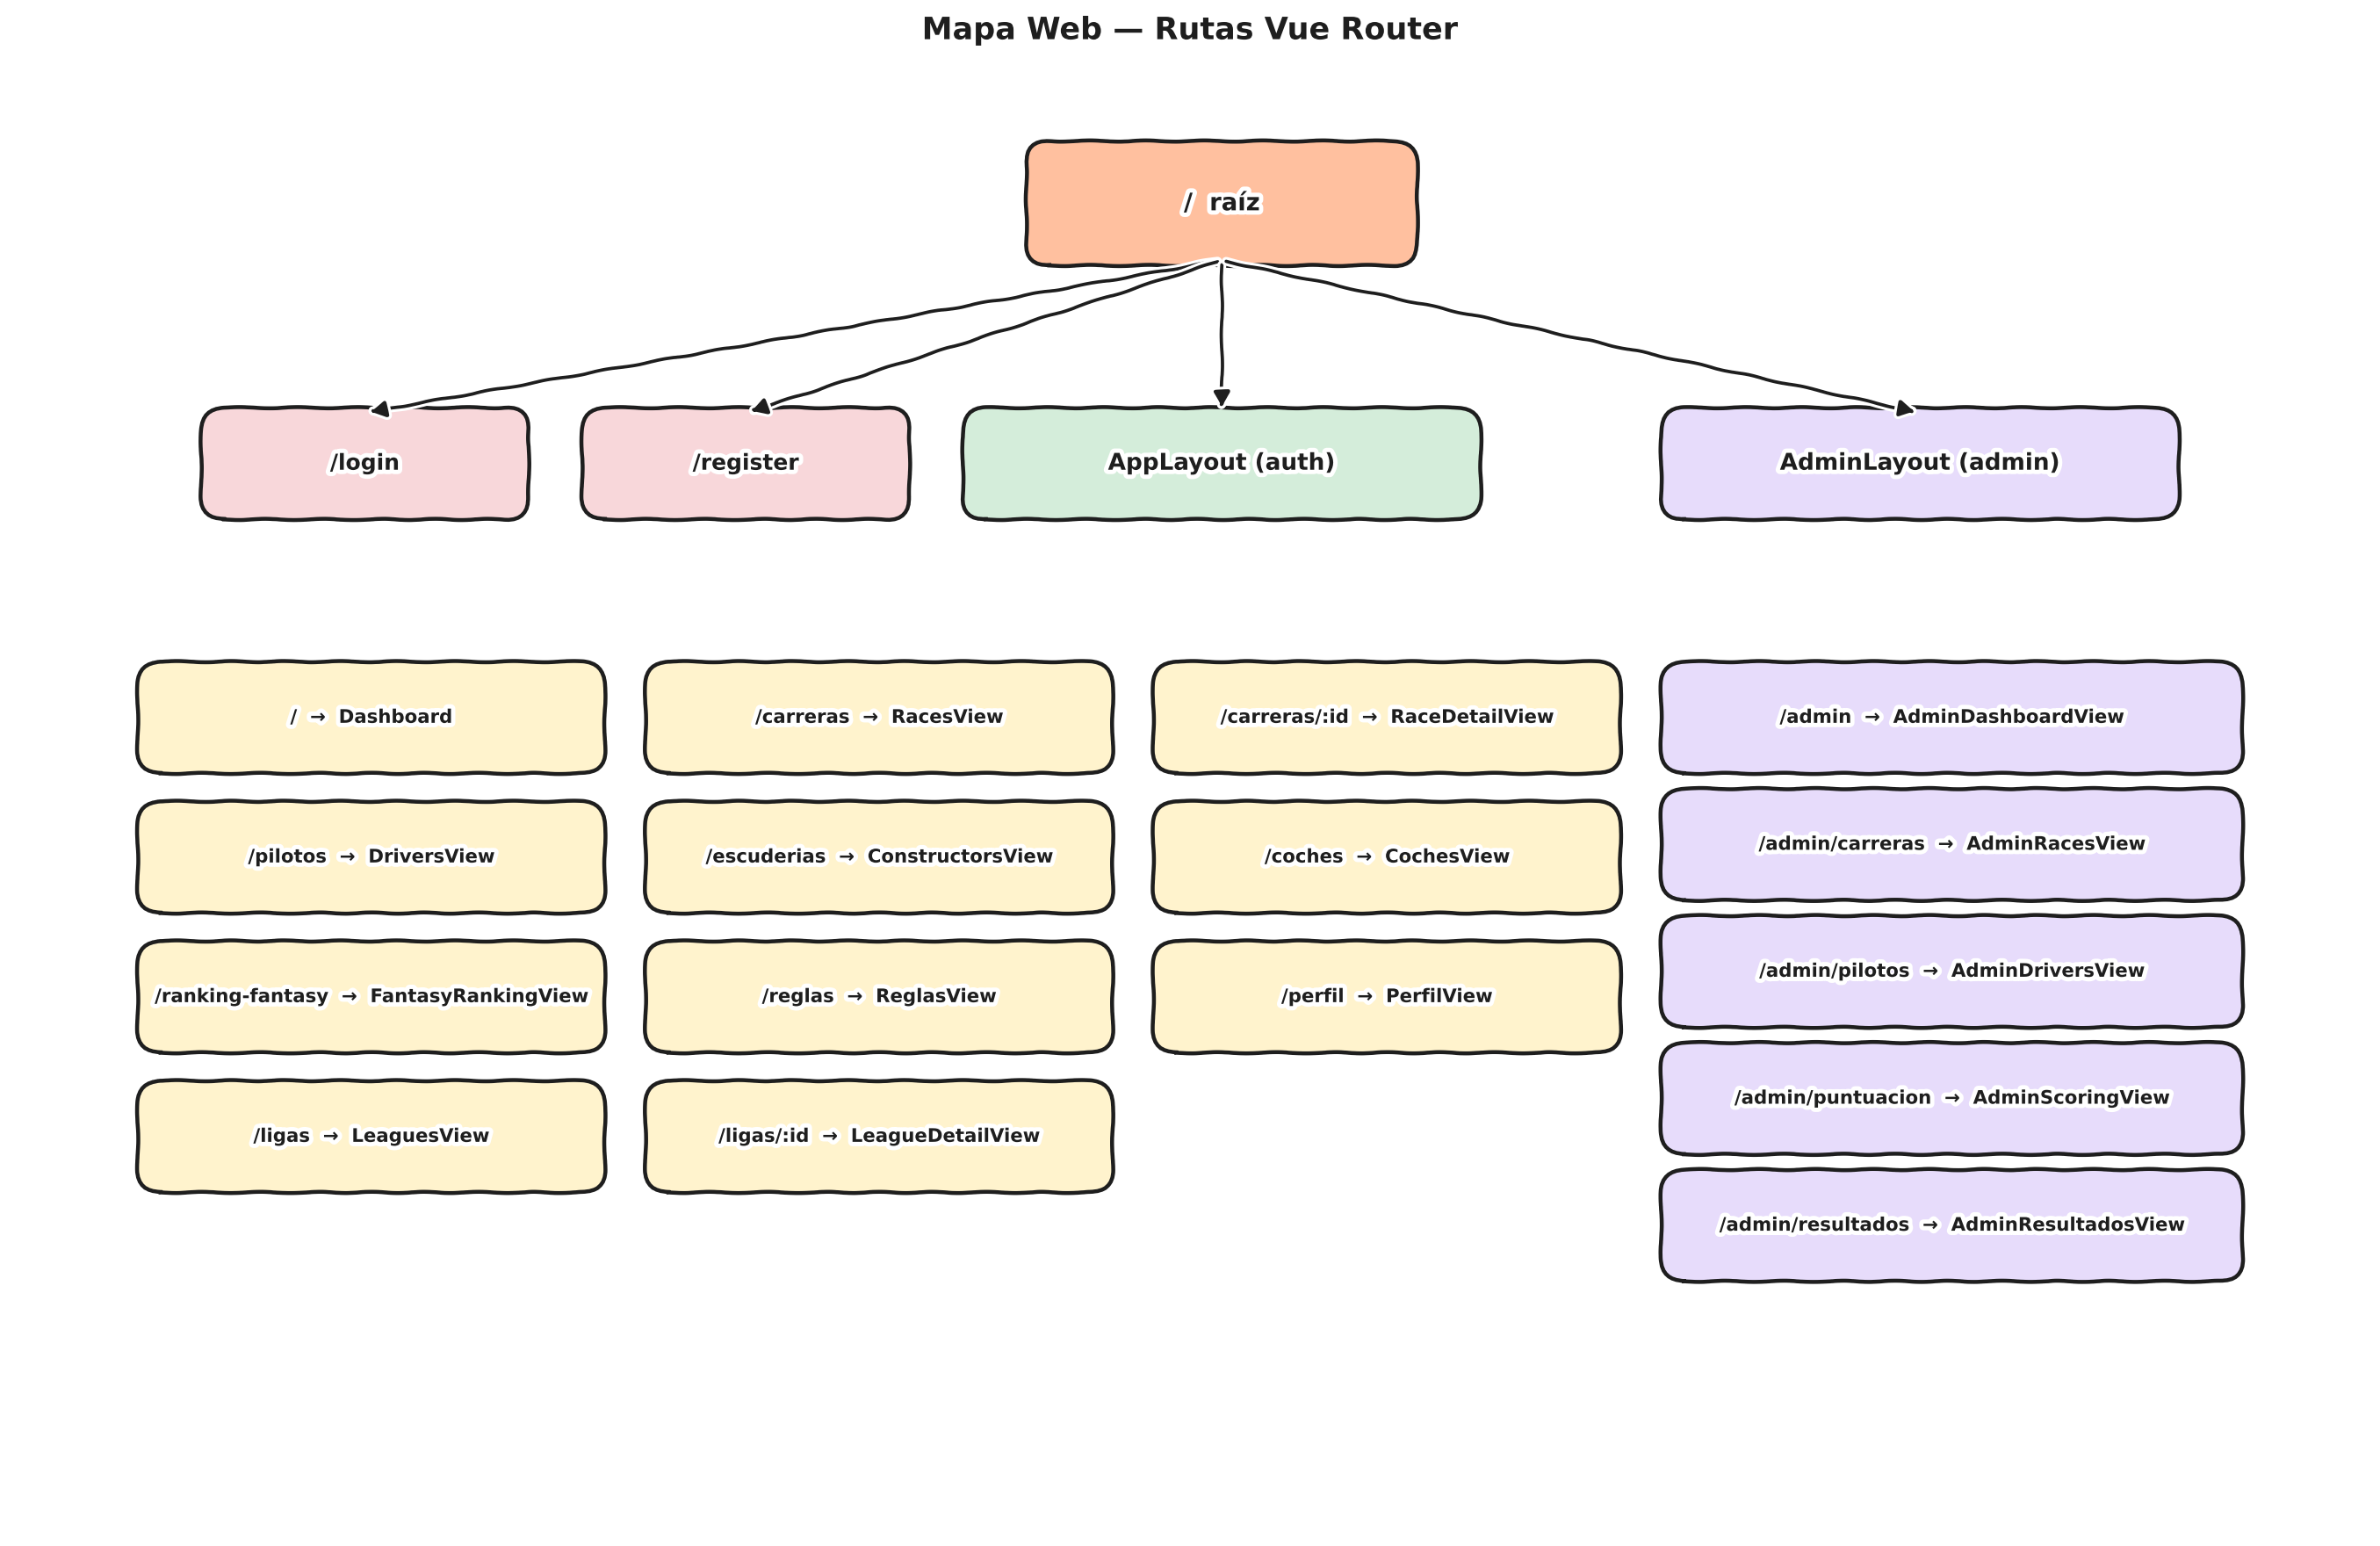 Mapa Web — Rutas Vue Router
/ raíz
/login
/register
AppLayout (auth)
AdminLayout (admin)
/ → Dashboard
/carreras → RacesView
/carreras/:id → RaceDetailView
/admin → AdminDashboardView
/pilotos → DriversView
/escuderias → ConstructorsView
/coches → CochesView
/admin/carreras → AdminRacesView
/ranking-fantasy → FantasyRankingView
/reglas → ReglasView
/perfil → PerfilView
/admin/pilotos → AdminDriversView
/ligas → LeaguesView
/ligas/:id → LeagueDetailView
/admin/puntuacion → AdminScoringView
/admin/resultados → AdminResultadosView